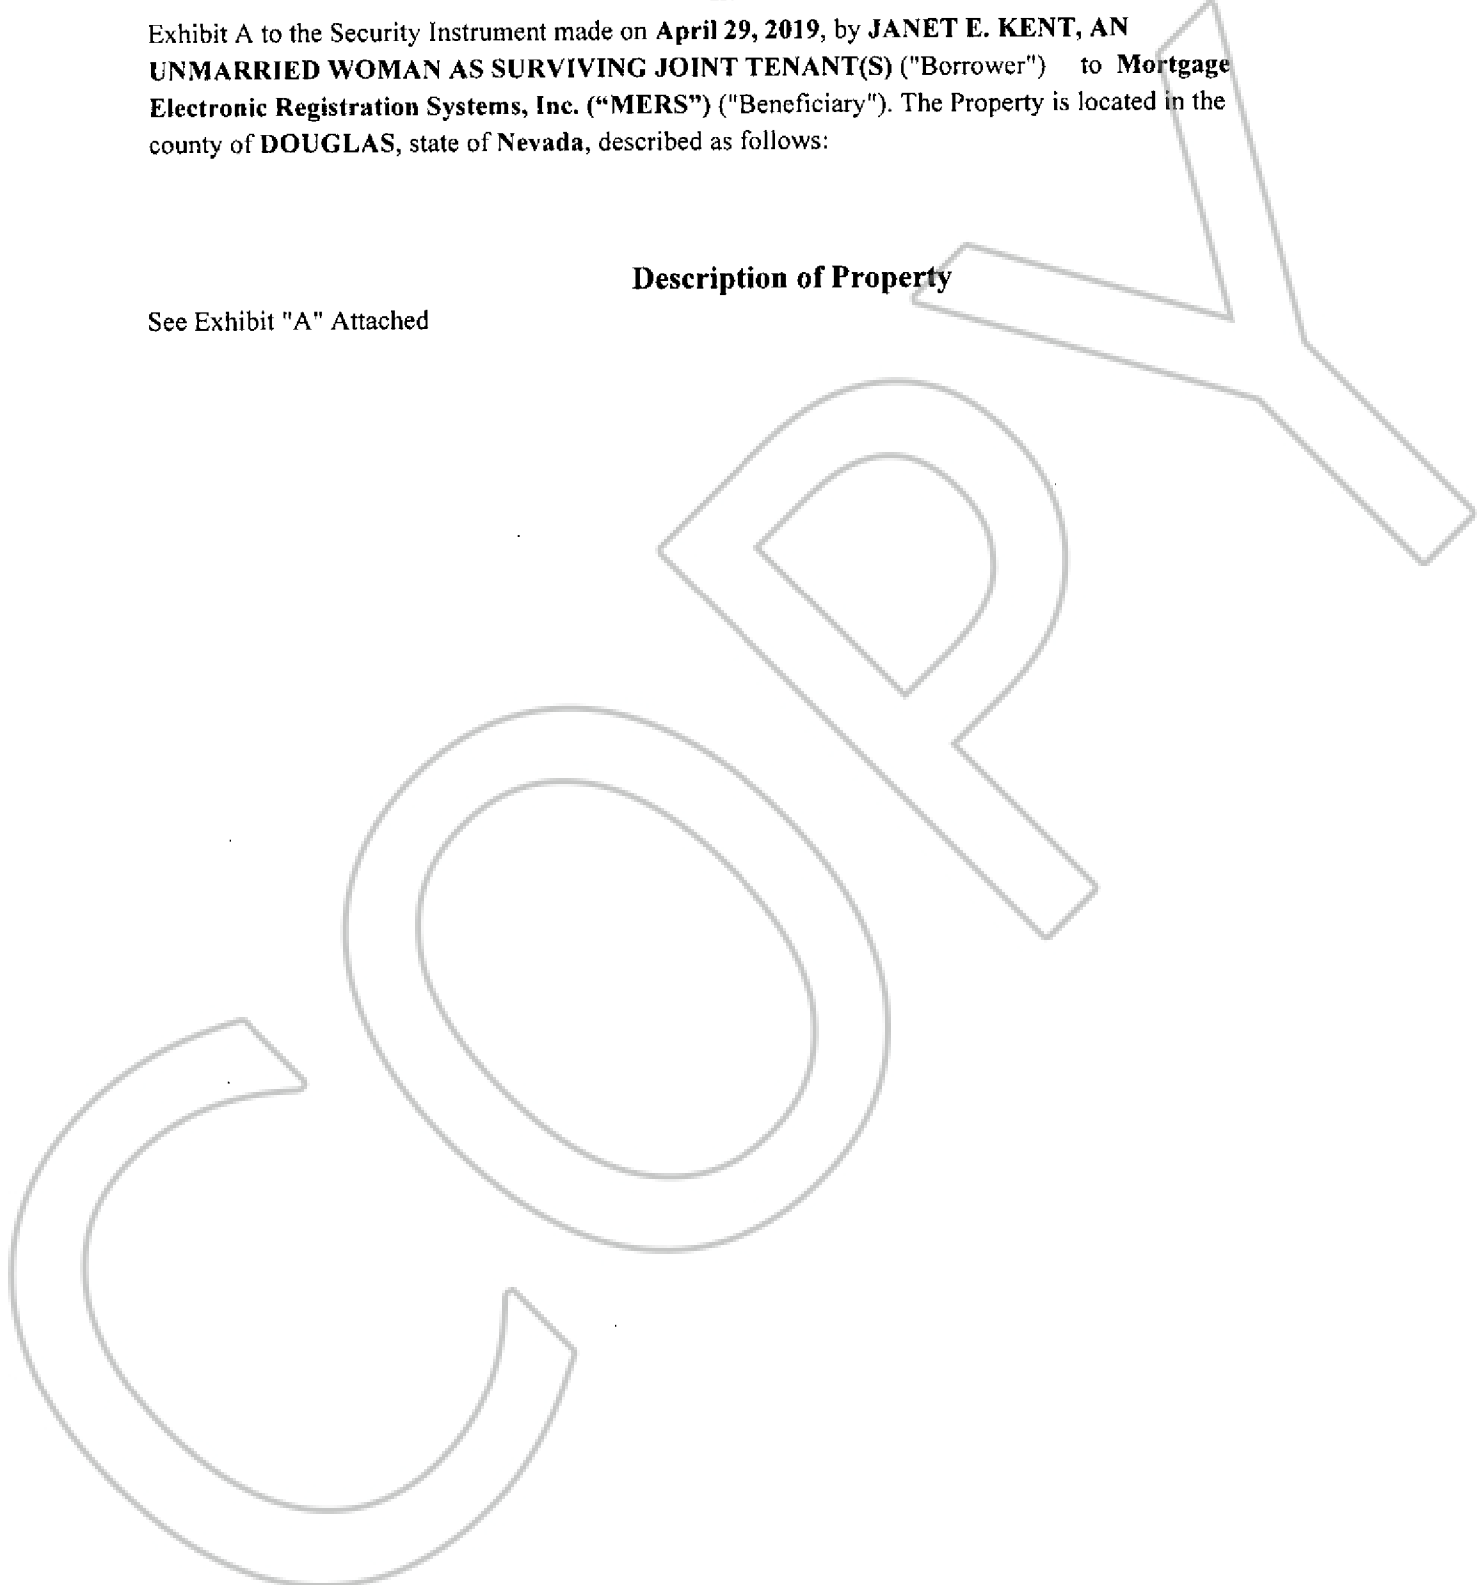 Exhibit A to the Security Instrument made on April 29, 2019, by JANET E. KENT, AN
UNMARRIED WOMAN AS SURVIVING JOINT TENANT(S) ("Borrower") to Mortgage
Electronic Registration Systems, Inc. (“MERS”) ("Beneficiary"). The Property is located in the
county of DOUGLAS, state of Nevada, described as follows:
Description of Property
See Exhibit "A" Attached
COPY